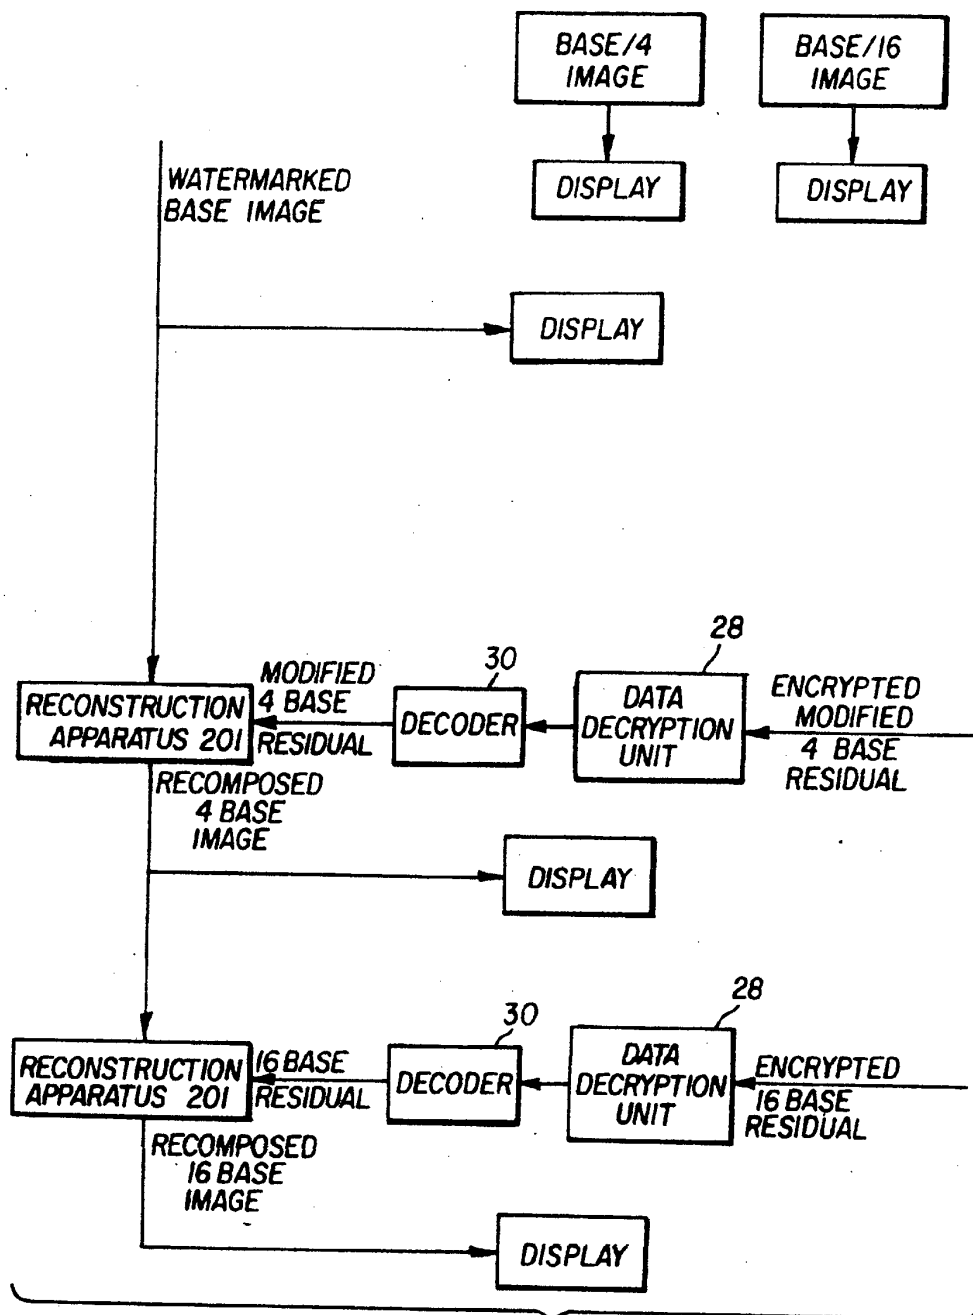 BASE/4
IMAGE
BASE/16
IMAGE
DISPLAY
DISPLAY
WATERMARKED
BASE IMAGE
DISPLAY
28
30
MODIFIED
4 BASE
RESIDUAL
RECONSTRUCTION
APPARATUS 201
DECODER
DATA
DECRYPTION
UNIT
ENCRYPTED
MODIFIED
4 BASE
RESIDUAL
RECOMPOSED
4 BASE
IMAGE
DISPLAY
28
30
RECONSTRUCTION
APPARATUS 201
16 BASE
RESIDUAL
DECODER
DATA
DECRYPTION
UNIT
ENCRYPTED
16 BASE
RESIDUAL
RECOMPOSED
16 BASE
IMAGE
DISPLAY